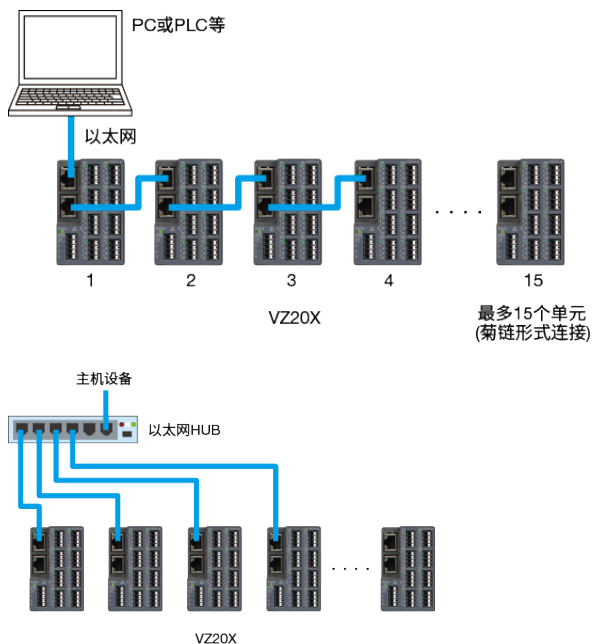 PC或PLC等
以太网
1 2 3 4 15
VZ20X
最多15个单元
(菊链形式连接)
主机设备
以太网HUB
VZ20X